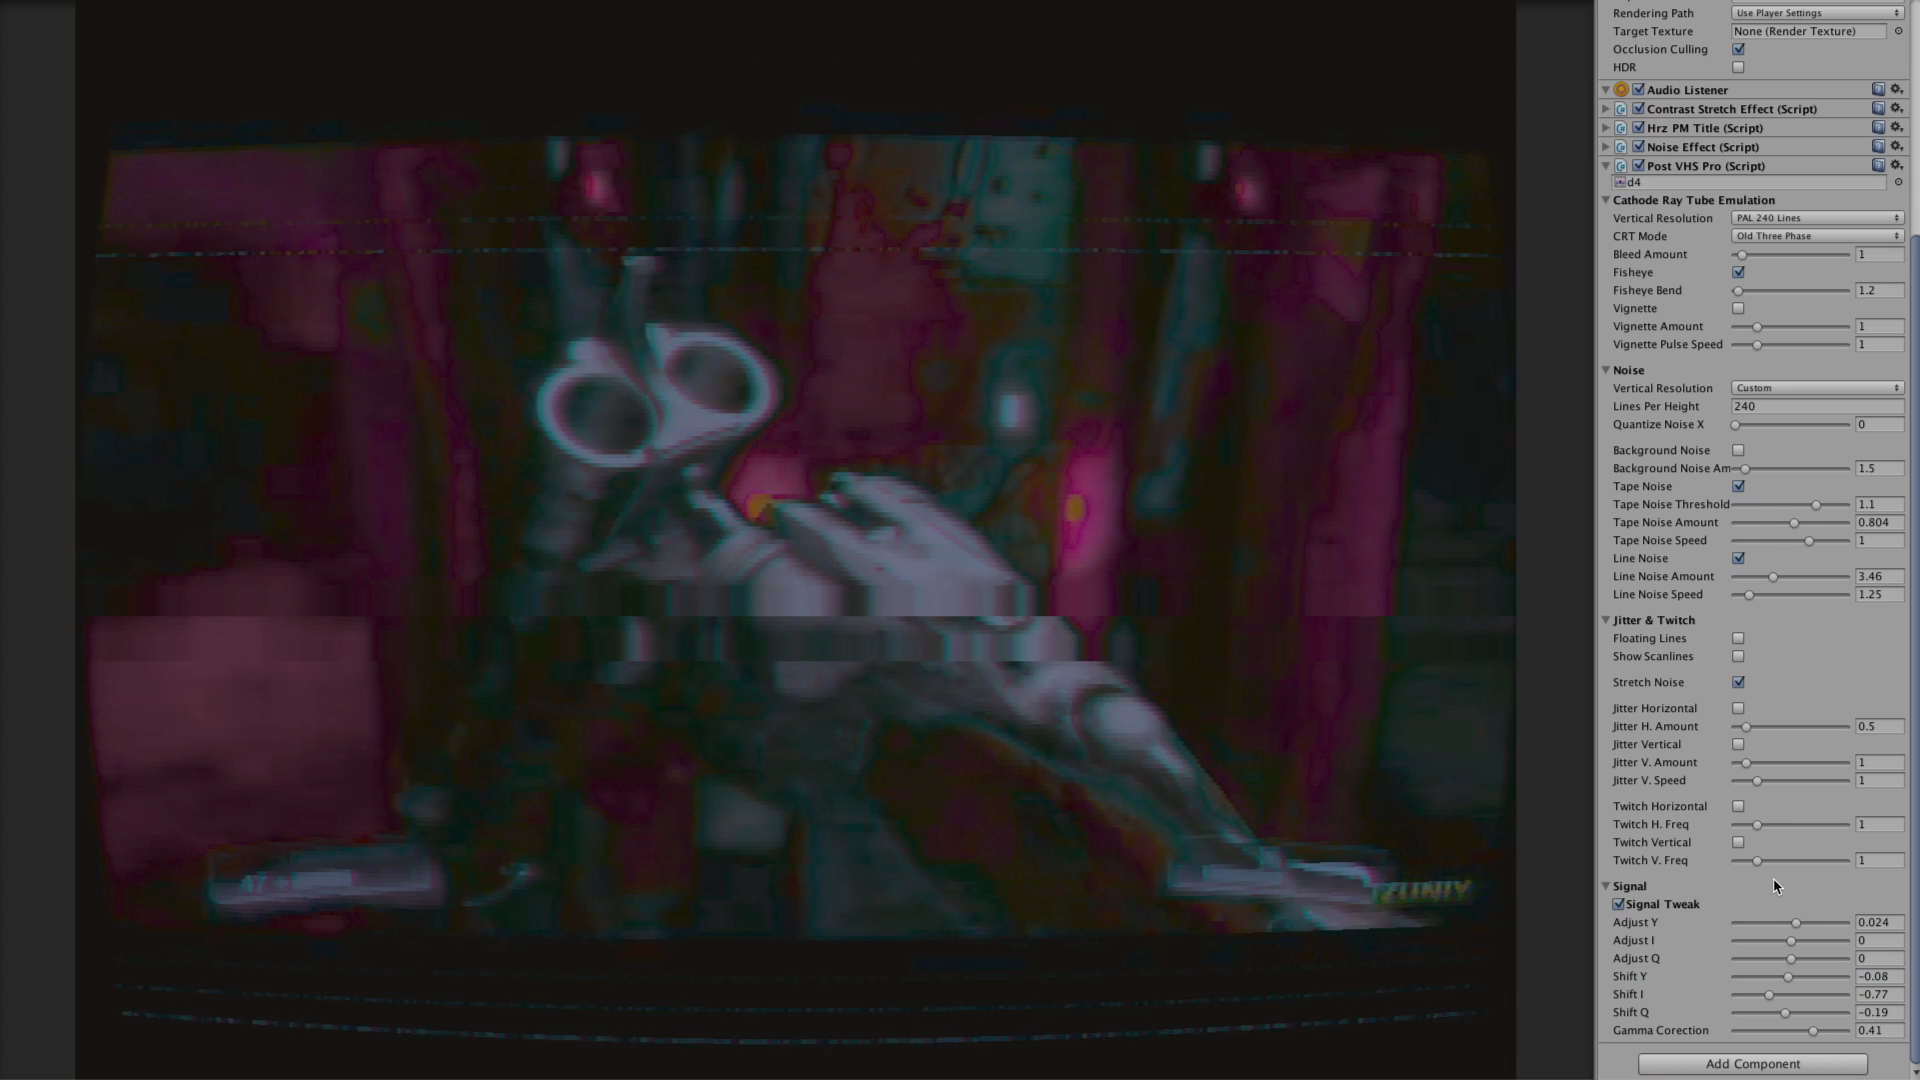 Rendering Path Use Player Settings
Target Texture None (Render Texture)
Occlusion Culling
HDR
Audio Listener
Contrast Stretch Effect (Script)
Hrz PM Title (Script)
Noise Effect (Script)
Post VHS Pro (Script)
d4
Cathode Ray Tube Emulation
Vertical Resolution PAL 240 Lines
CRT Mode Old Three Phase
Bleed Amount 1
Fisheye
Fisheye Bend 1.2
Vignette
Vignette Amount 1
Vignette Pulse Speed 1
Noise
Vertical Resolution Custom
Lines Per Height 240
Quantize Noise X 0
Background Noise
Background Noise Am 1.5
Tape Noise
Tape Noise Threshold 1.1
Tape Noise Amount 0.804
Tape Noise Speed 1
Line Noise
Line Noise Amount 3.46
Line Noise Speed 1.25
Jitter & Twitch
Floating Lines
Show Scanlines
Stretch Noise
Jitter Horizontal
Jitter H. Amount 0.5
Jitter Vertical
Jitter V. Amount 1
Jitter V. Speed 1
Twitch Horizontal
Twitch H. Freq 1
Twitch Vertical
Twitch V. Freq 1
Signal
Signal Tweak
Adjust Y 0.024
Adjust I 0
Adjust Q 0
Shift Y -0.08
Shift I -0.77
Shift Q -0.19
Gamma Corection 0.41
Add Component